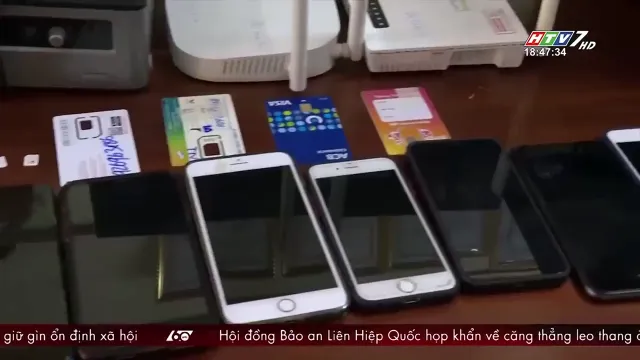 HTV7 HD
18:47:34
VISA
ACB
giữ gìn ổn định xã hội
60
Hội đồng Bảo an Liên Hiệp Quốc họp khẩn về căng thẳng leo thang